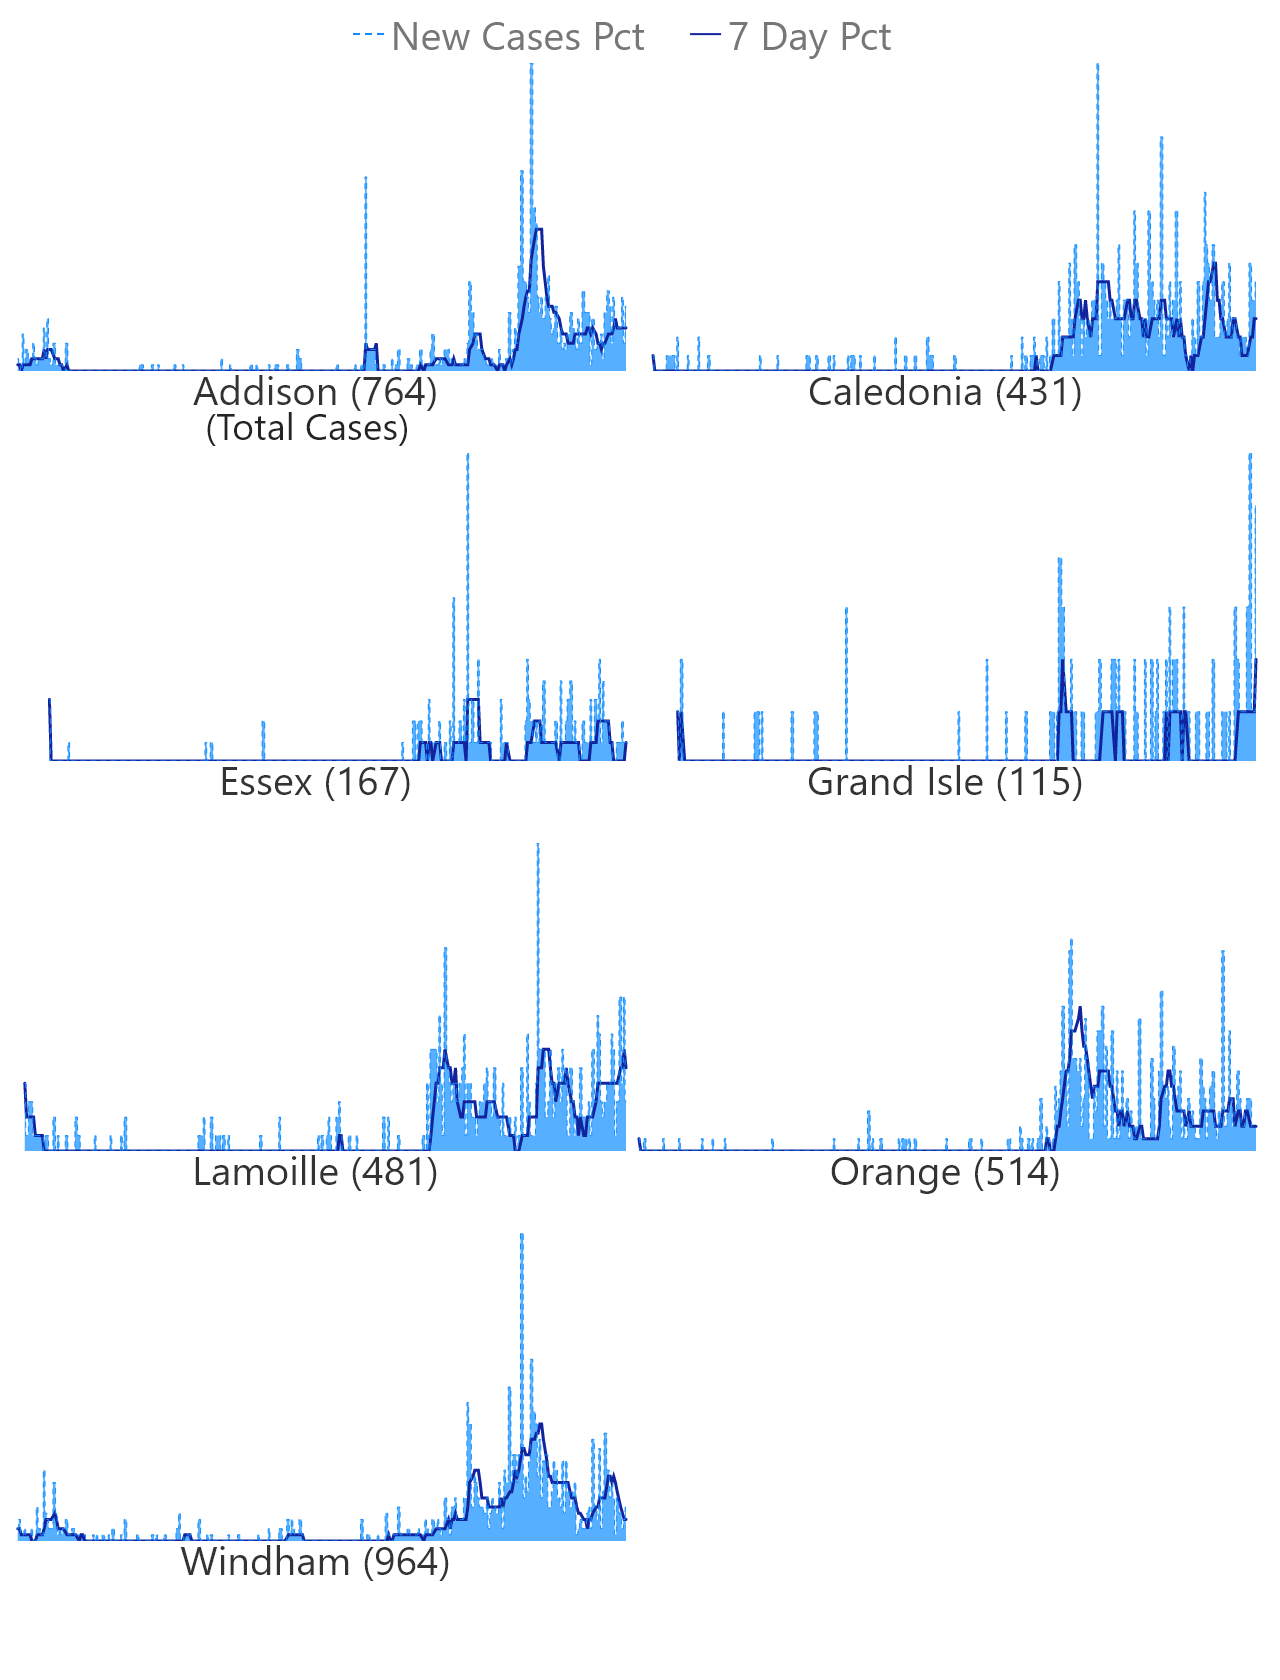 New Cases Pct 7 Day Pct
Addison (764) Caledonia (431)
(Total Cases)
Essex (167) Grand Isle (115)
Lamoille (481) Orange (514)
Windham (964)